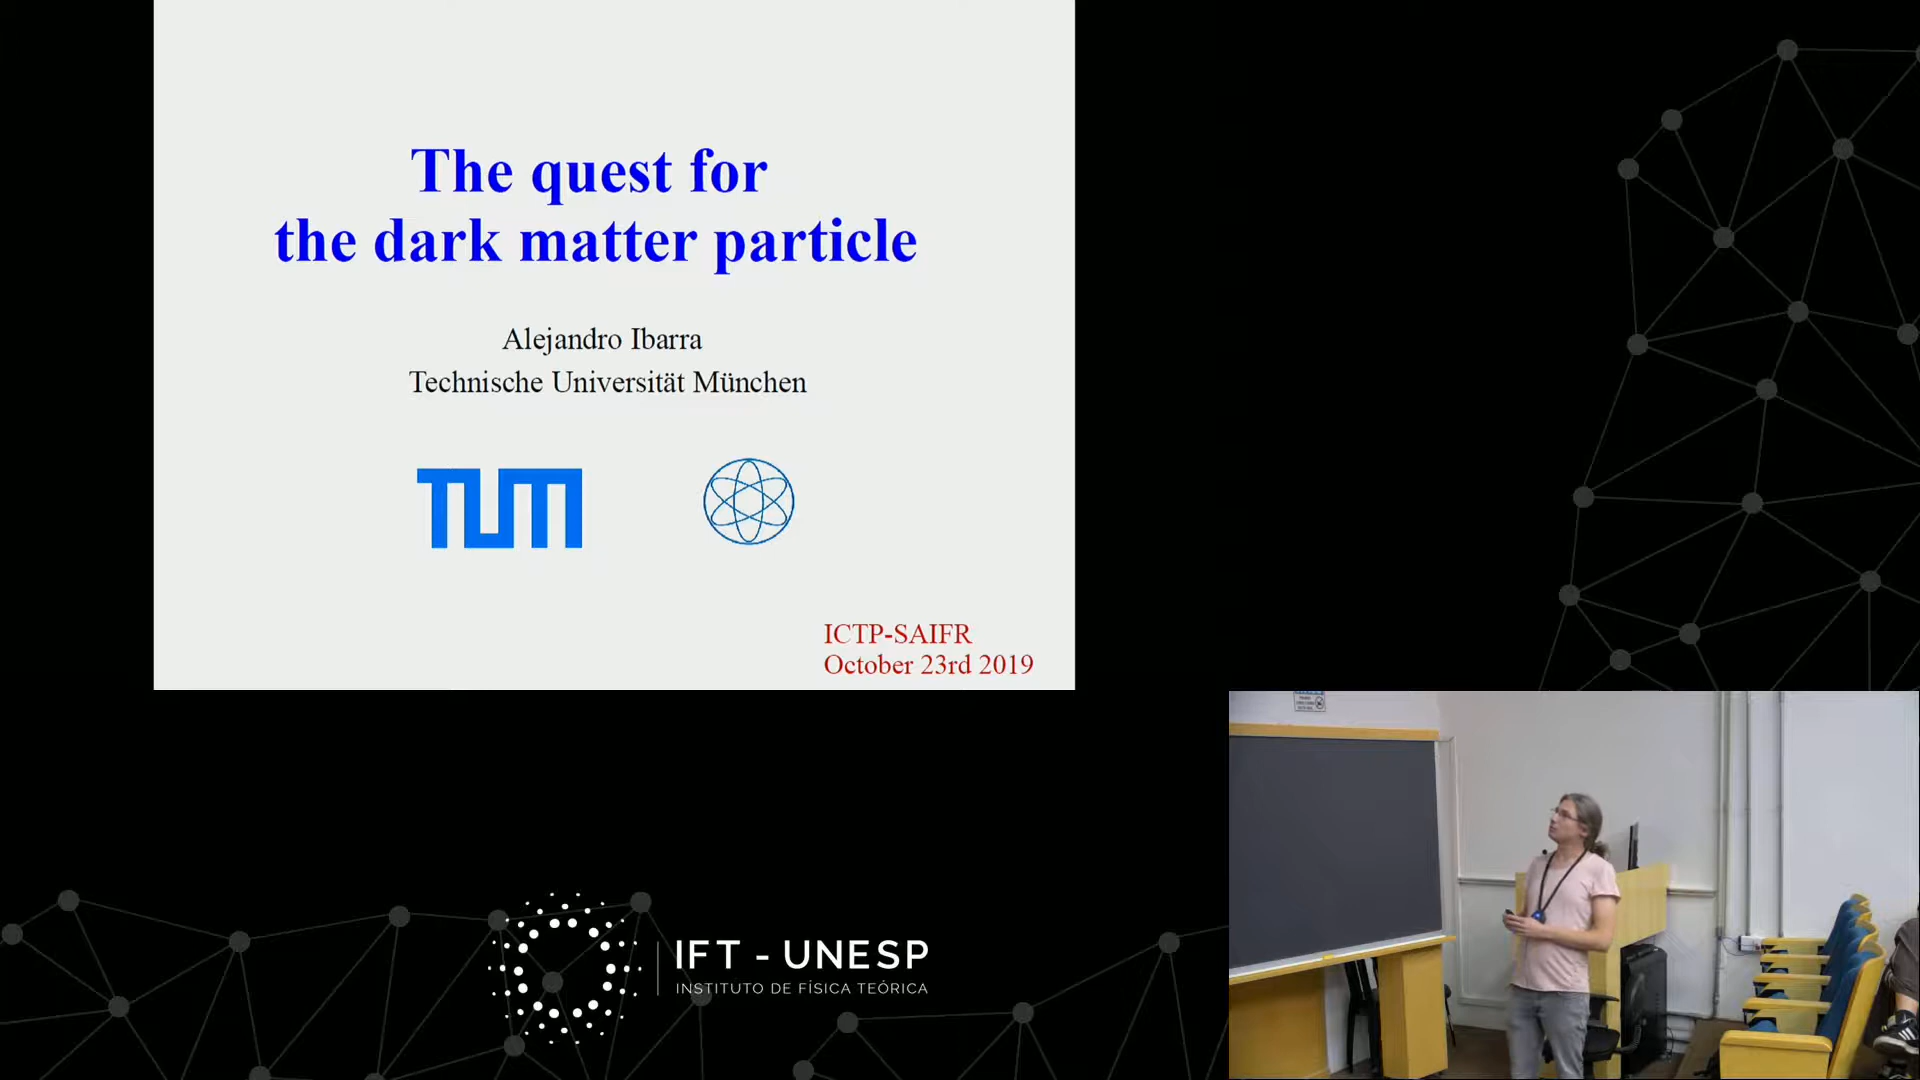 The quest for
the dark matter particle
Alejandro Ibarra
Technische Universität München
TUM
ICTP-SAIFR
October 23rd 2019
IFT - UNESP
INSTITUTO DE FÍSICA TEÓRICA